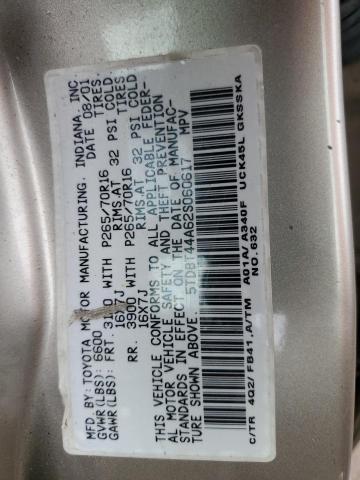 MFD. BY:TOYOTA MOTOR MANUFACTURING. INDIANA. INC.
GVWR(LBS): 6600 DATE 08/01
GAWR(LBS): FRT. 3100 WITH P265/70R16 TIRES.
16X7J RIMS.AT 32 PSI COLD.
RR. 3900 WITH P265/70R16 TIRES
16X7J RIMS.AT 32 PSI COLD.
THIS VEHICLE CONFORMS TO ALL APPLICABLE FEDER-
AL MOTOR VEHICLE SAFETY AND THEFT PREVENTION
STANDARDS IN EFFECT ON THE DATE OF MANUFAC-
TURE SHOWN ABOVE. 5TDBT44A62S060617 MPV
C/TR 4Q2/FB41,A/TM A01A/A340F UCK45L GKSSKA
NO.632